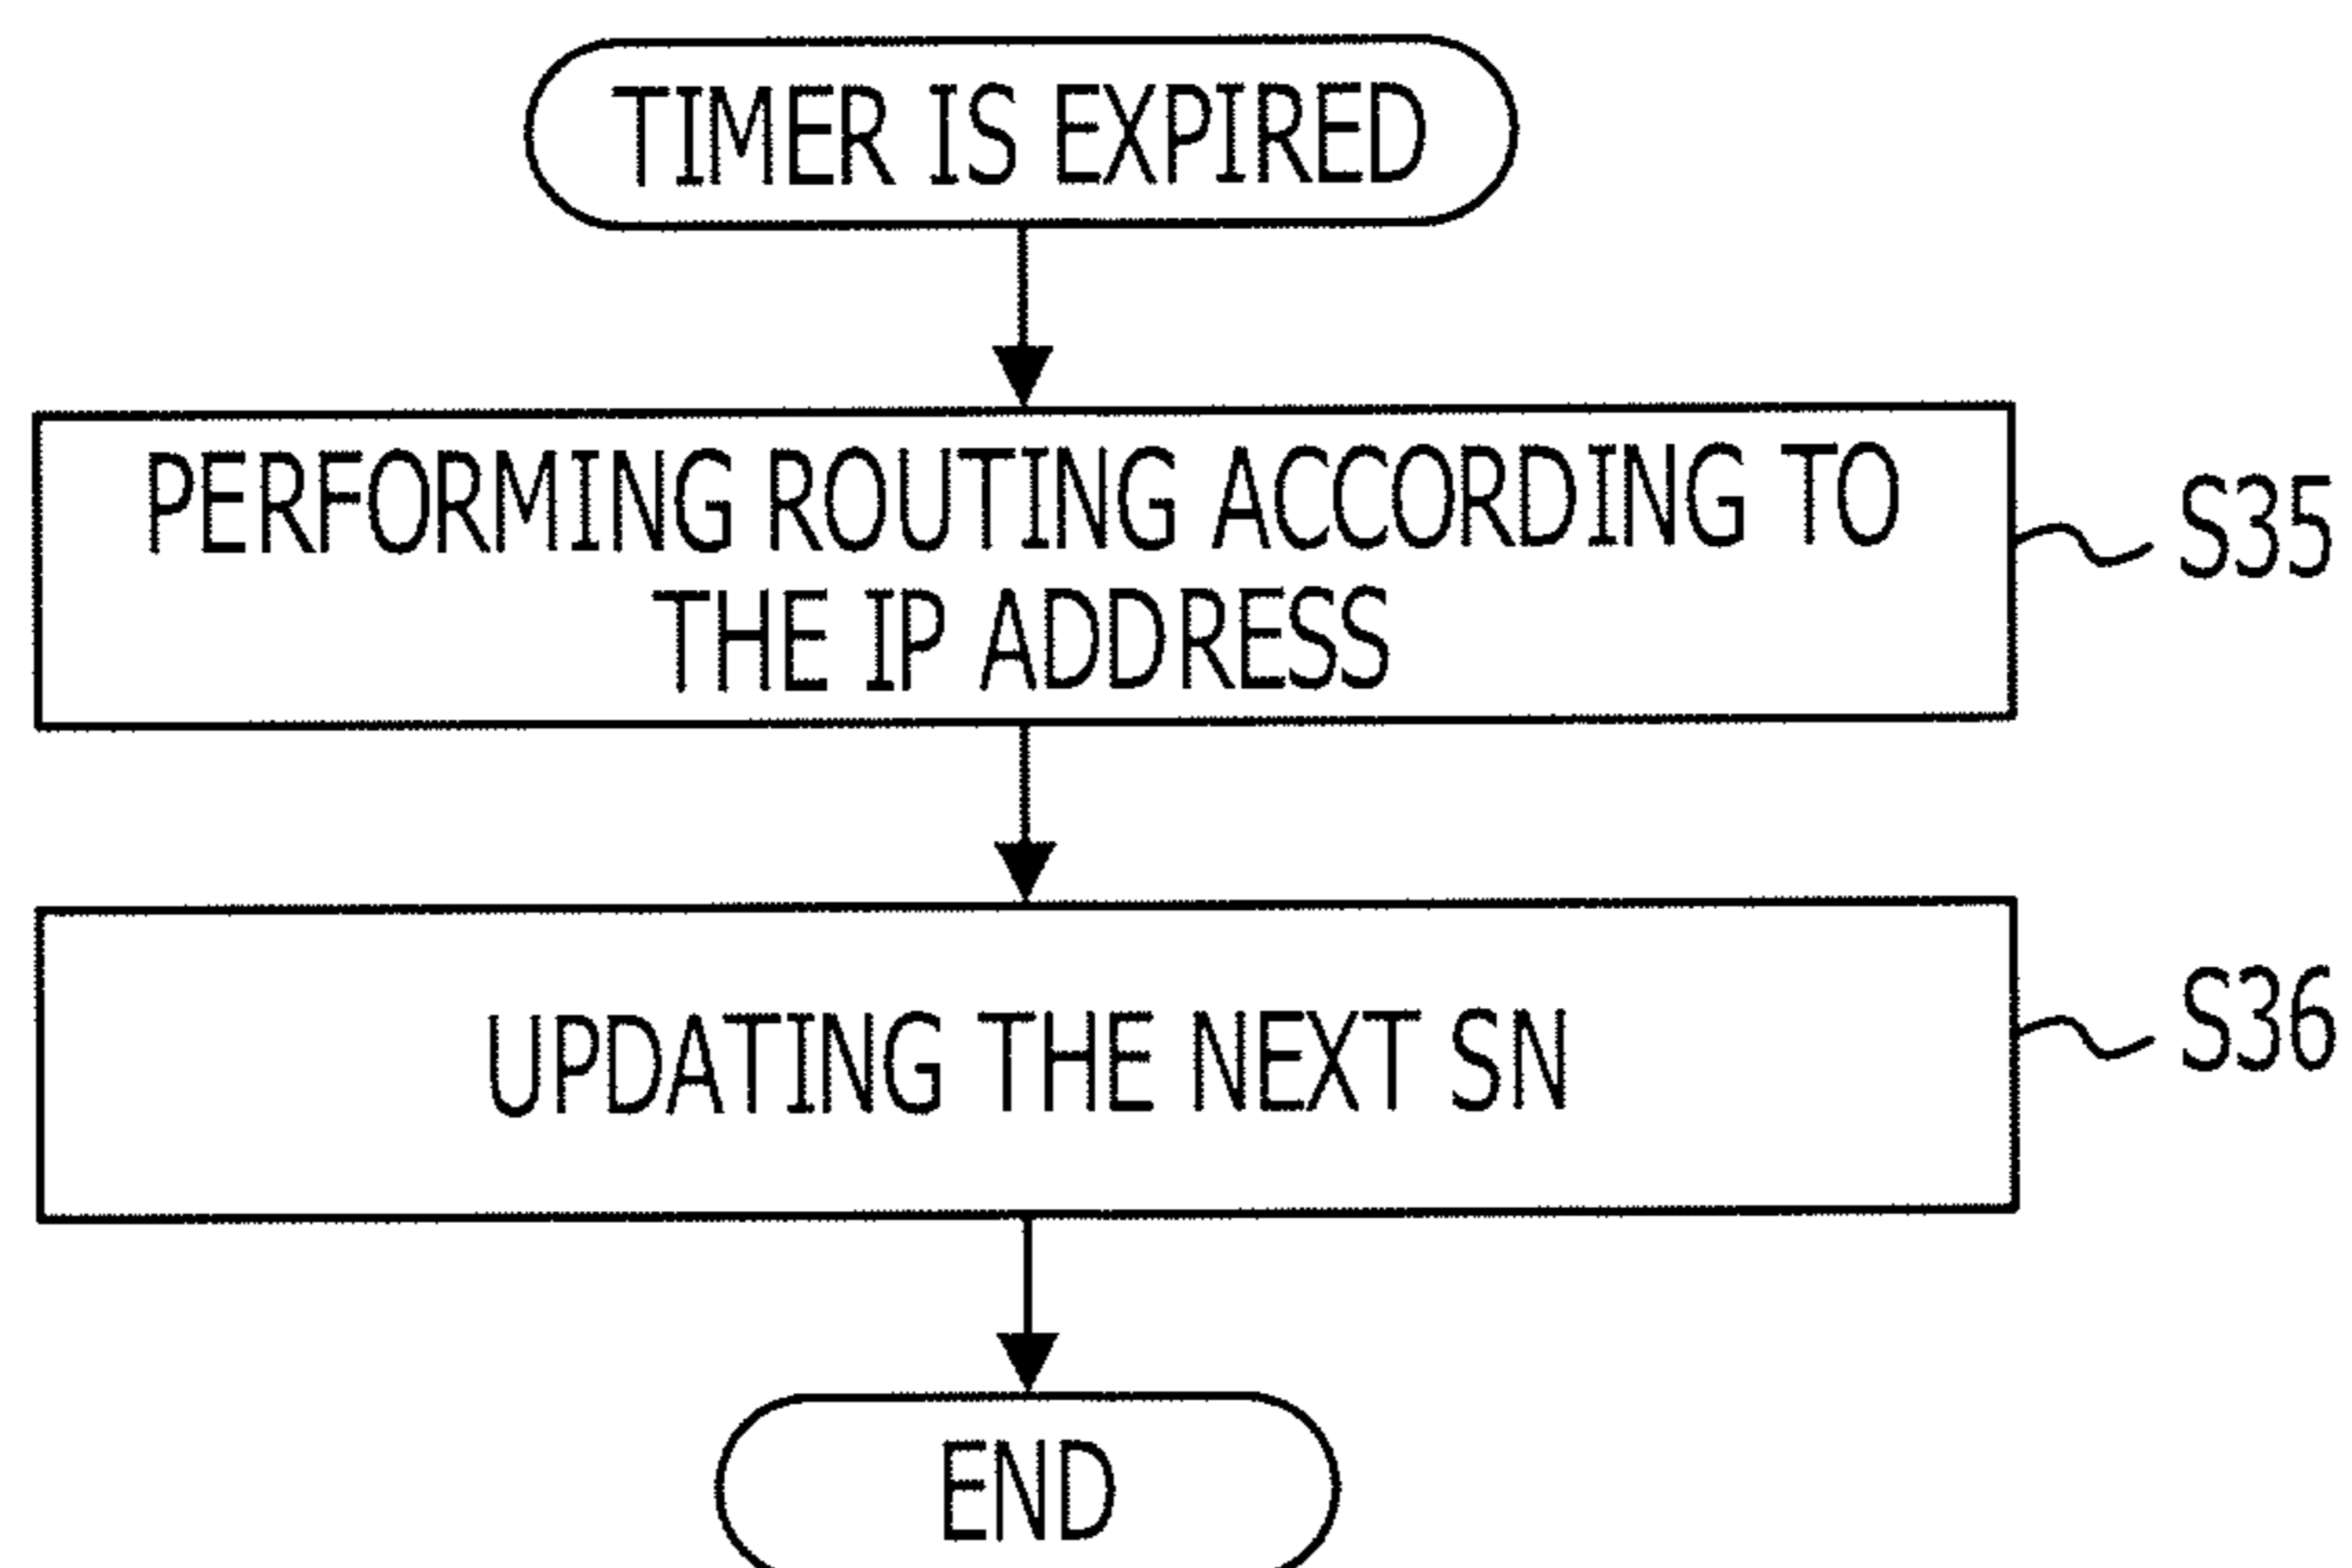 TIMER IS EXPIRED
PERFORMING ROUTING ACCORDING TO
THE IP ADDRESS
S35
UPDATING THE NEXT SN
S36
END